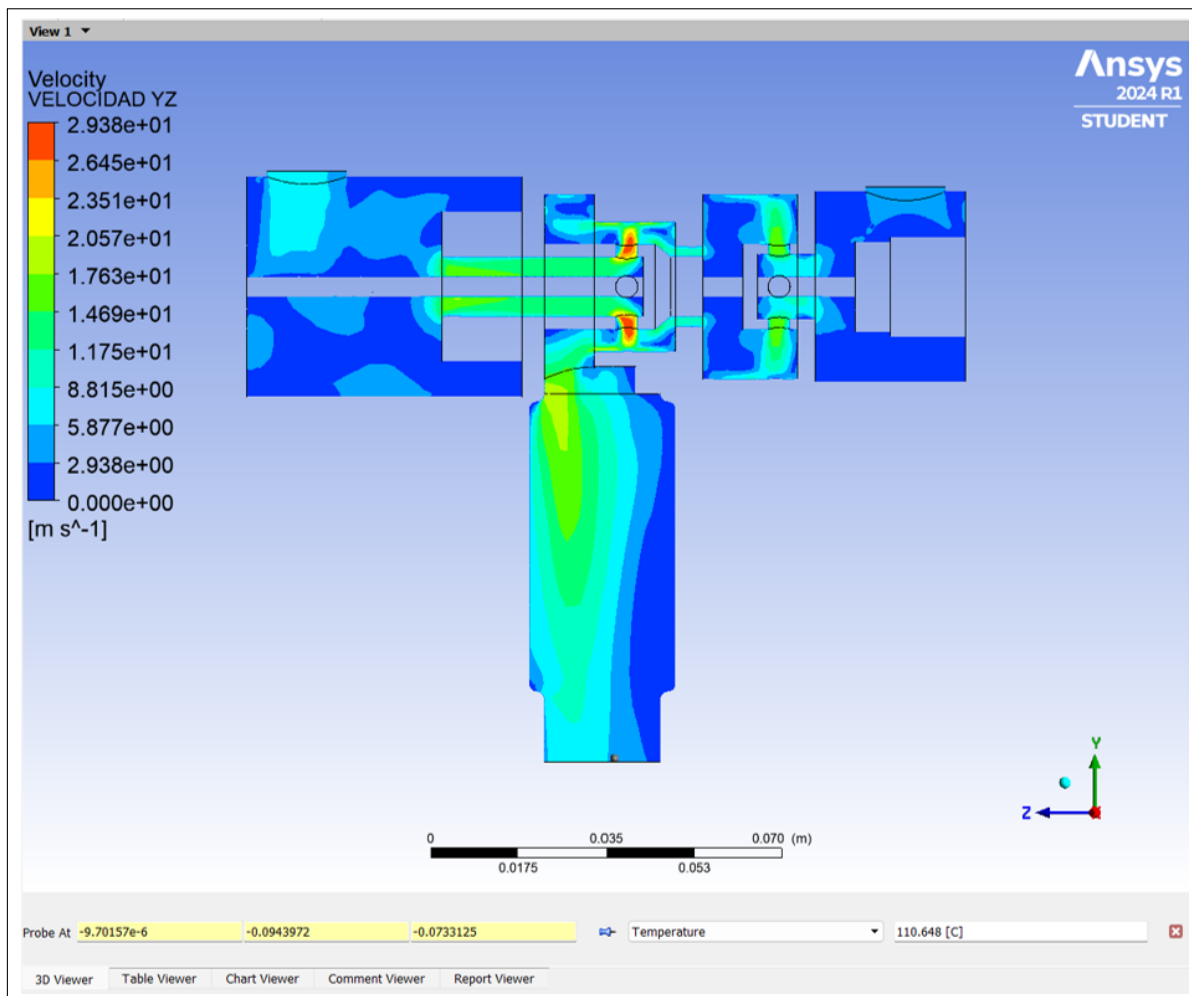 View 1
Ansys
2024 R1
STUDENT
Velocity
VELOCIDAD YZ
2.938e+01
2.645e+01
2.351e+01
2.057e+01
1.763e+01
1.469e+01
1.175e+01
8.815e+00
5.877e+00
2.938e+00
0.000e+00
[m s^-1]
Y
Z
0 0.035 0.070 (m)
0.0175 0.053
Probe At -9.70157e-6 -0.0943972 -0.0733125 Temperature 110.648 [C]
3D Viewer Table Viewer Chart Viewer Comment Viewer Report Viewer